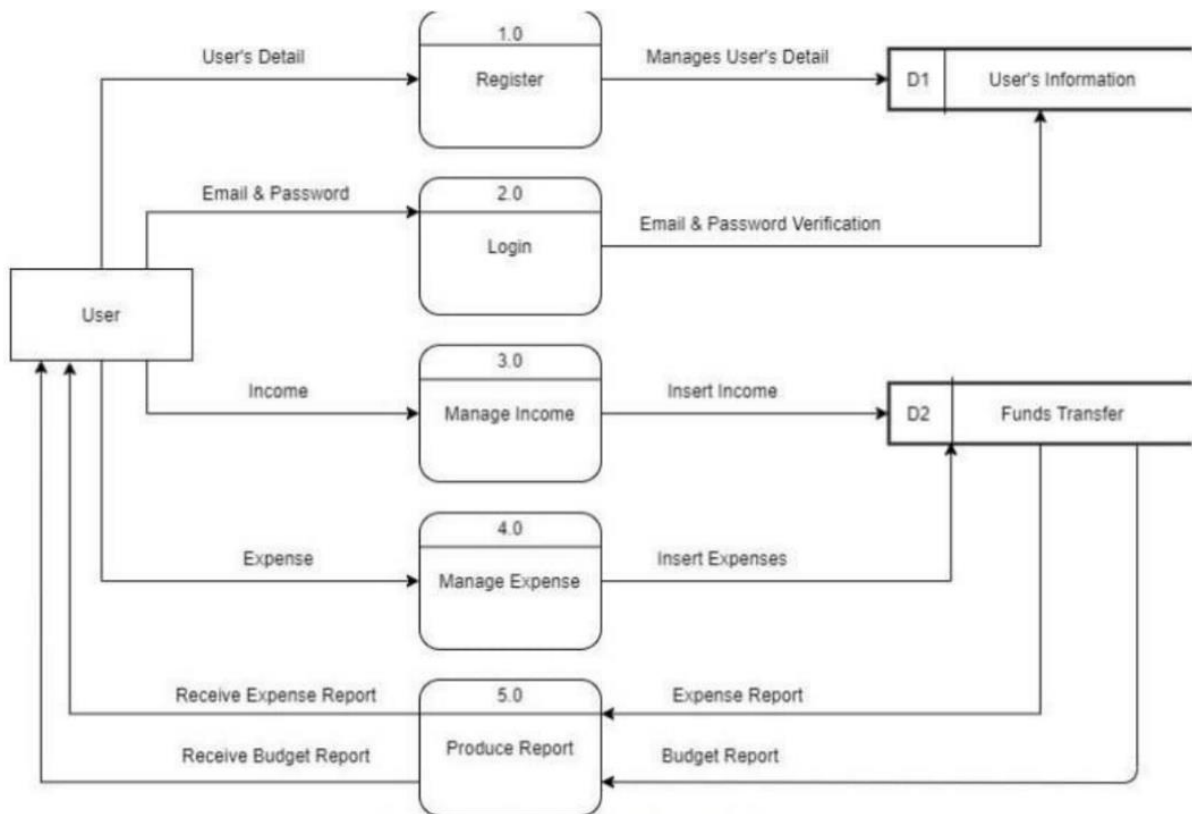 1.0
User's Detail
Manages User's Detail
Register
D1
User's Information
Email & Password
2.0
Email & Password Verification
Login
User
3.0
Income
Insert Income
Manage Income
D2
Funds Transfer
4.0
Expense
Insert Expenses
Manage Expense
Receive Expense Report
5.0
Expense Report
Receive Budget Report
Produce Report
Budget Report